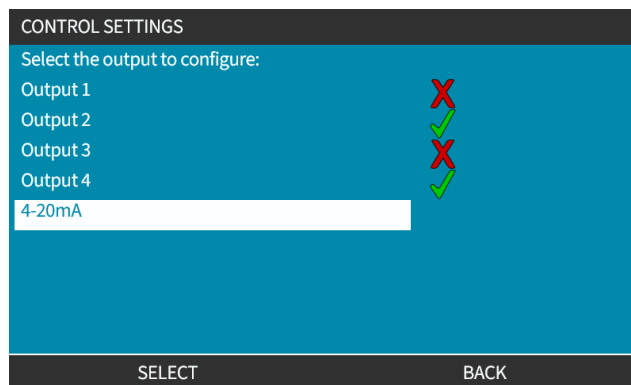 CONTROL SETTINGS
Select the output to configure:
Output 1
Output 2
Output 3
Output 4
4-20mA
SELECT BACK